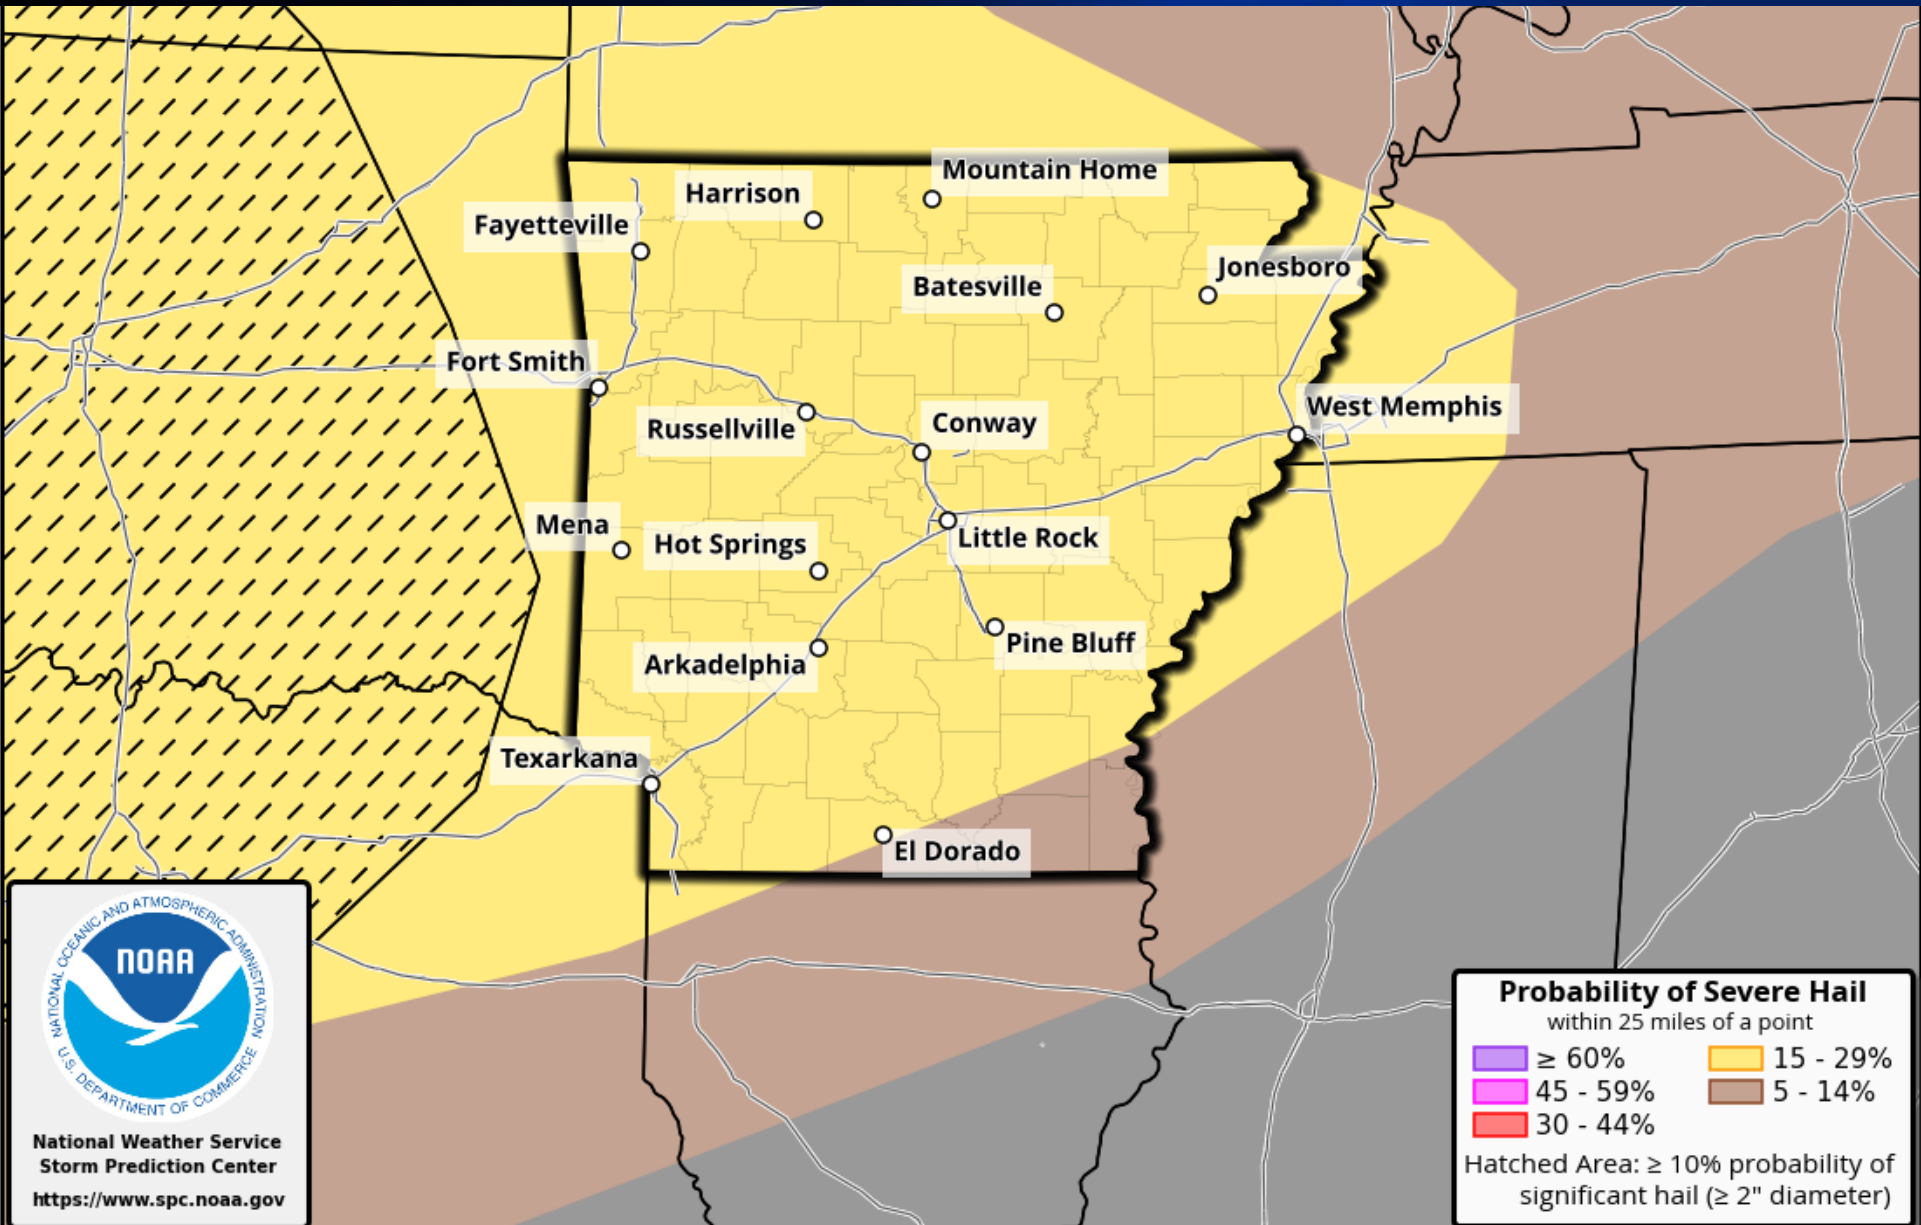 Mountain Home
Harrison
Fayetteville
Jonesboro
Batesville
Fort Smith
West Memphis
Russellville
Conway
Mena
Hot Springs
Little Rock
Pine Bluff
Arkadelphia
Texarkana
El Dorado
NATIONAL OCEANIC AND ATMOSPHERIC ADMINISTRATION
NOAA
U.S. DEPARTMENT OF COMMERCE
National Weather Service
Storm Prediction Center
https://www.spc.noaa.gov
Probability of Severe Hail
within 25 miles of a point
≥ 60%
15 - 29%
45 - 59%
5 - 14%
30 - 44%
Hatched Area: ≥ 10% probability of
significant hail (≥ 2" diameter)